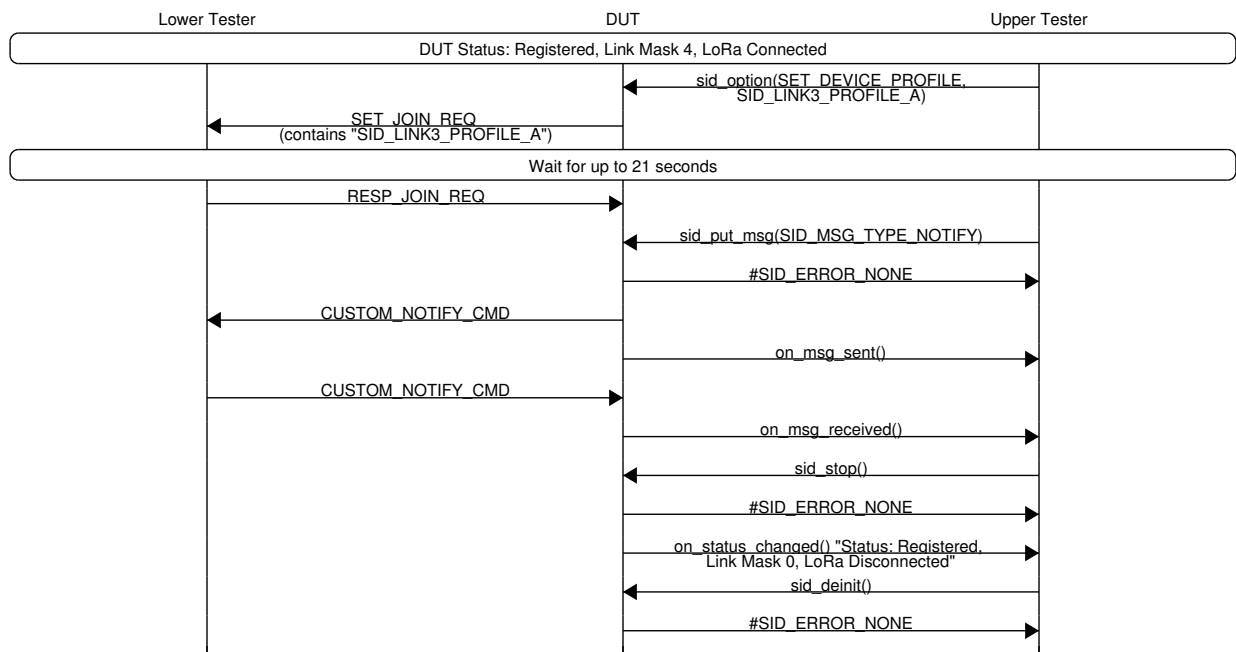 Lower Tester
DUT
Upper Tester
DUT Status: Registered, Link Mask 4, LoRa Connected
sid_option(SET_DEVICE_PROFILE,
SID_LINK3_PROFILE_A)
SET_JOIN_REQ
(contains "SID_LINK3_PROFILE_A")
Wait for up to 21 seconds
RESP_JOIN_REQ
sid_put_msg(SID_MSG_TYPE_NOTIFY)
#SID_ERROR_NONE
CUSTOM_NOTIFY_CMD
on_msg_sent()
CUSTOM_NOTIFY_CMD
on_msg_received()
sid_stop()
#SID_ERROR_NONE
on_status_changed() "Status: Registered,
Link Mask 0, LoRa Disconnected"
sid_deinit()
#SID_ERROR_NONE